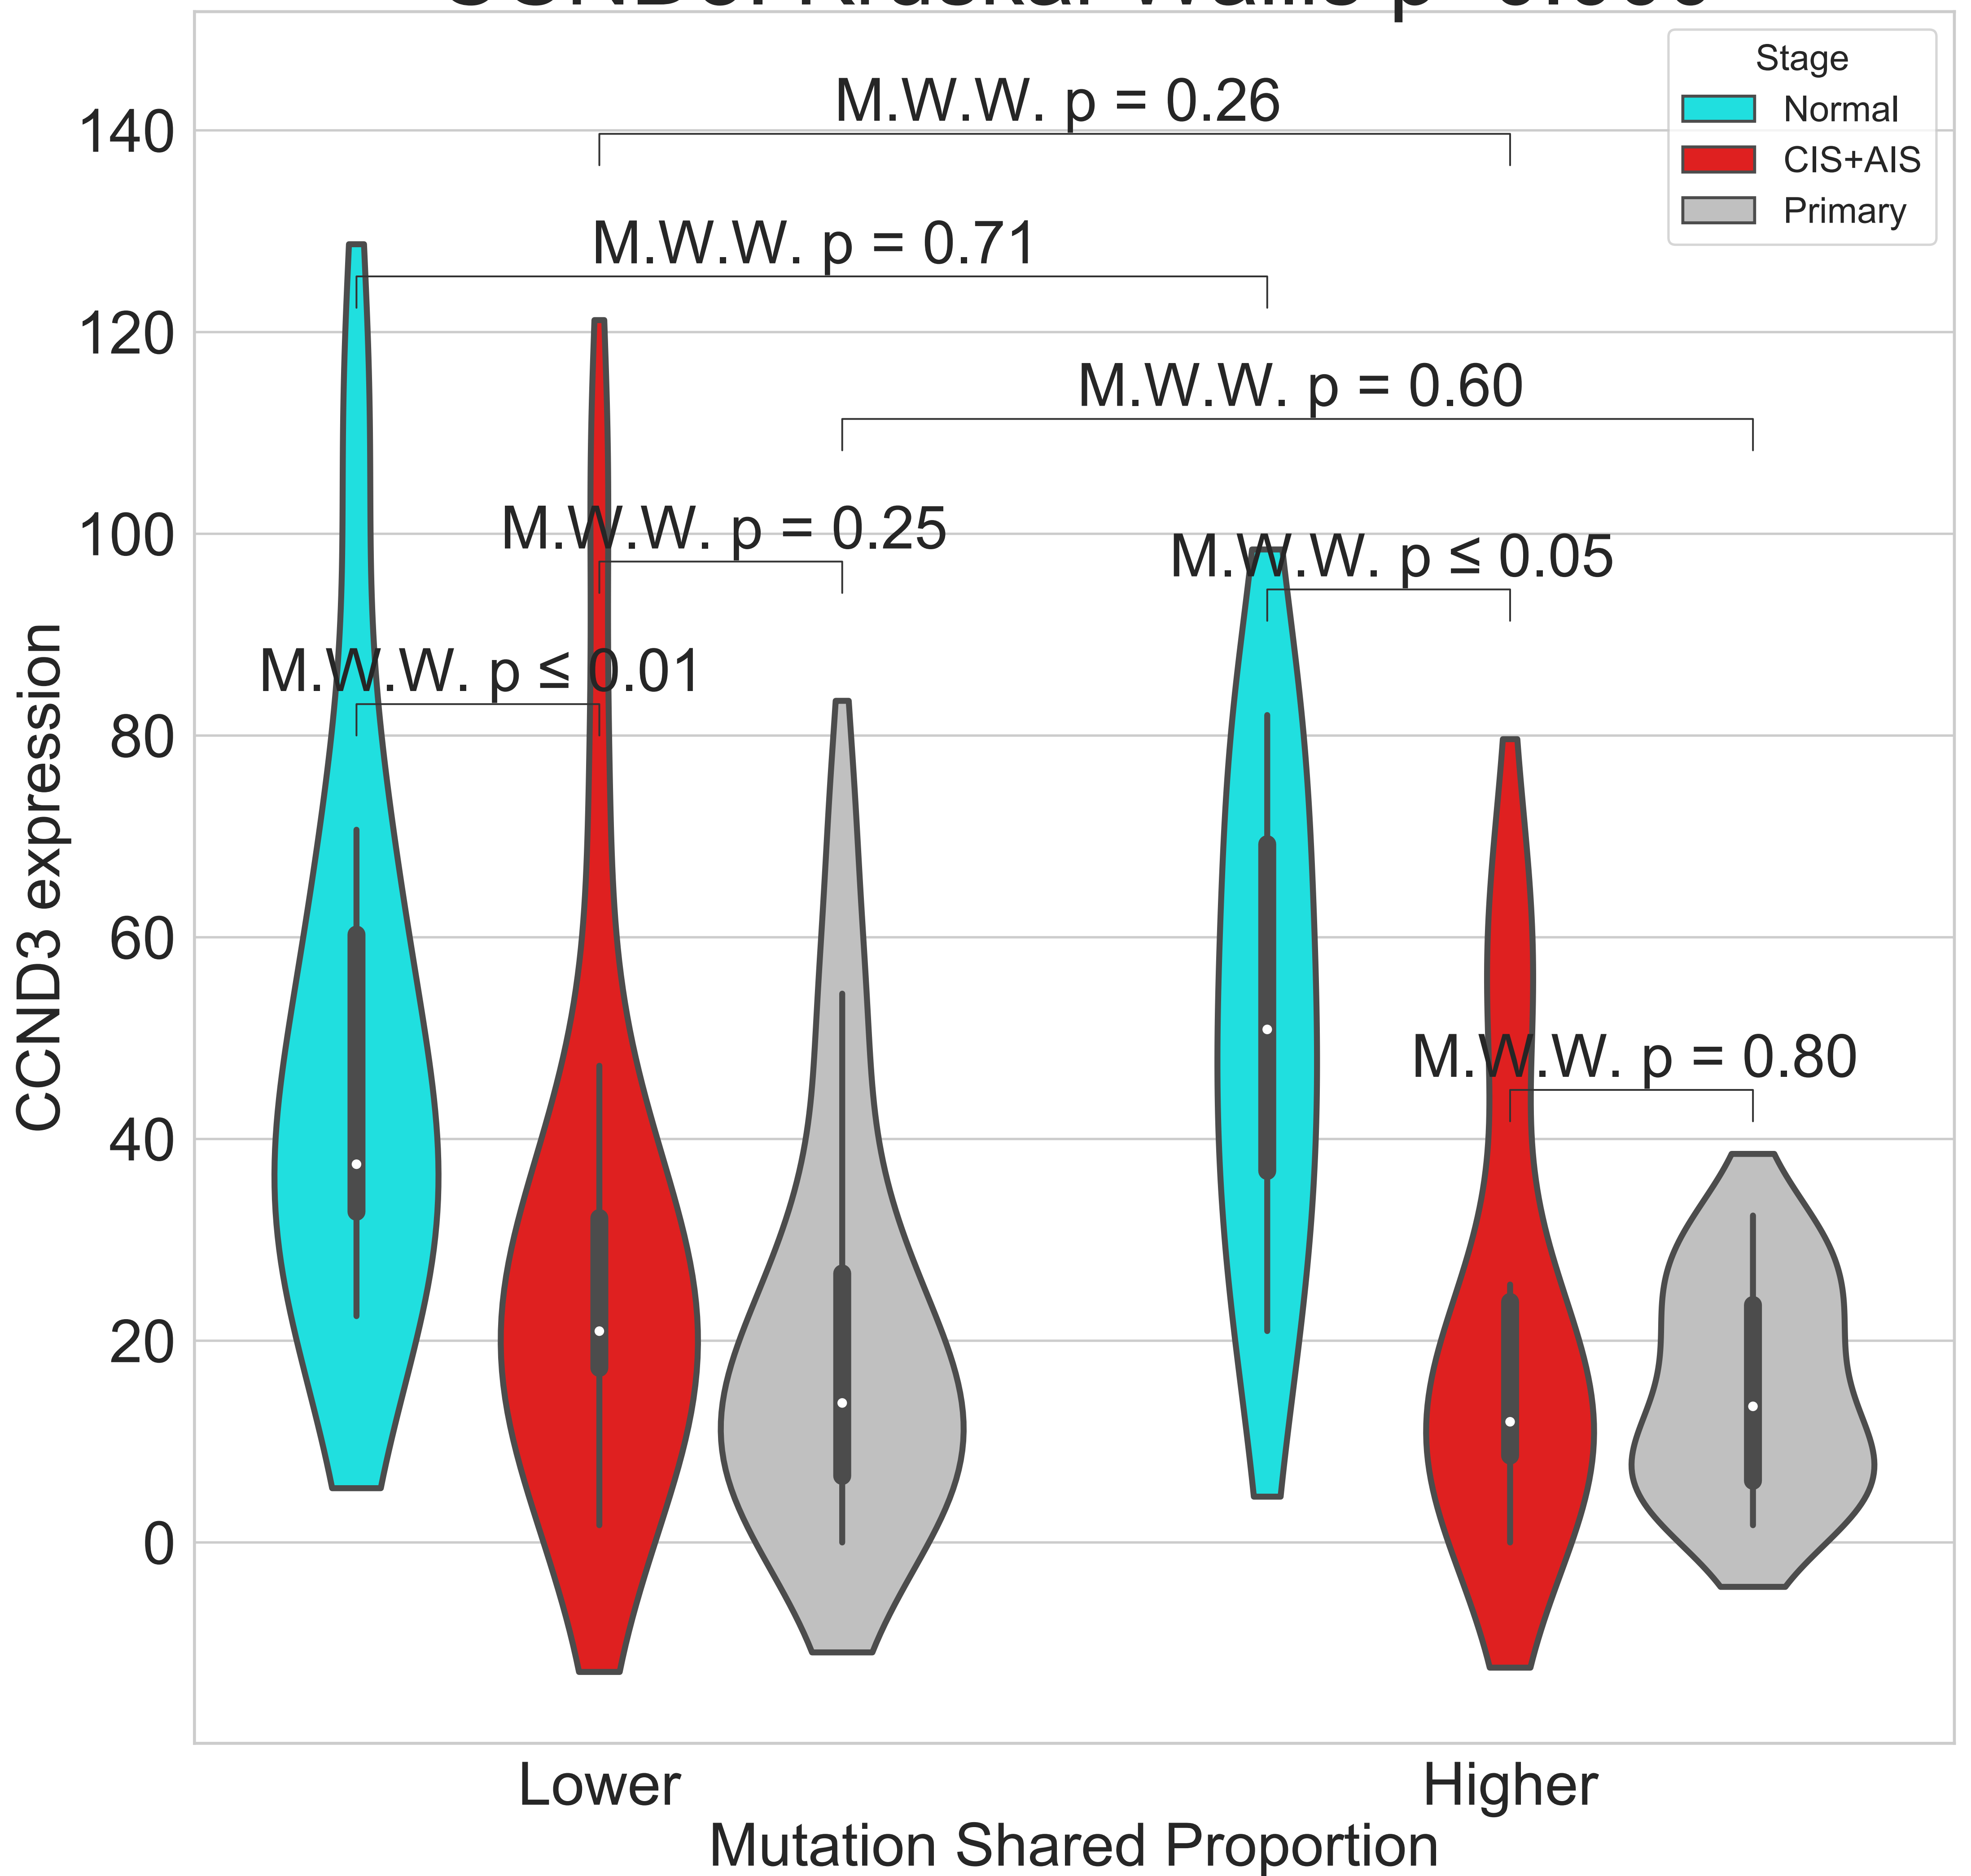 Stage
Normal
CIS+AIS
Primary
M.W.W. p = 0.26
M.W.W. p = 0.71
M.W.W. p = 0.60
M.W.W. p = 0.25
M.W.W. p ≤ 0.05
M.W.W. p ≤ 0.01
M.W.W. p = 0.80
140
120
100
80
60
40
20
0
CCND3 expression
Lower
Higher
Mutation Shared Proportion